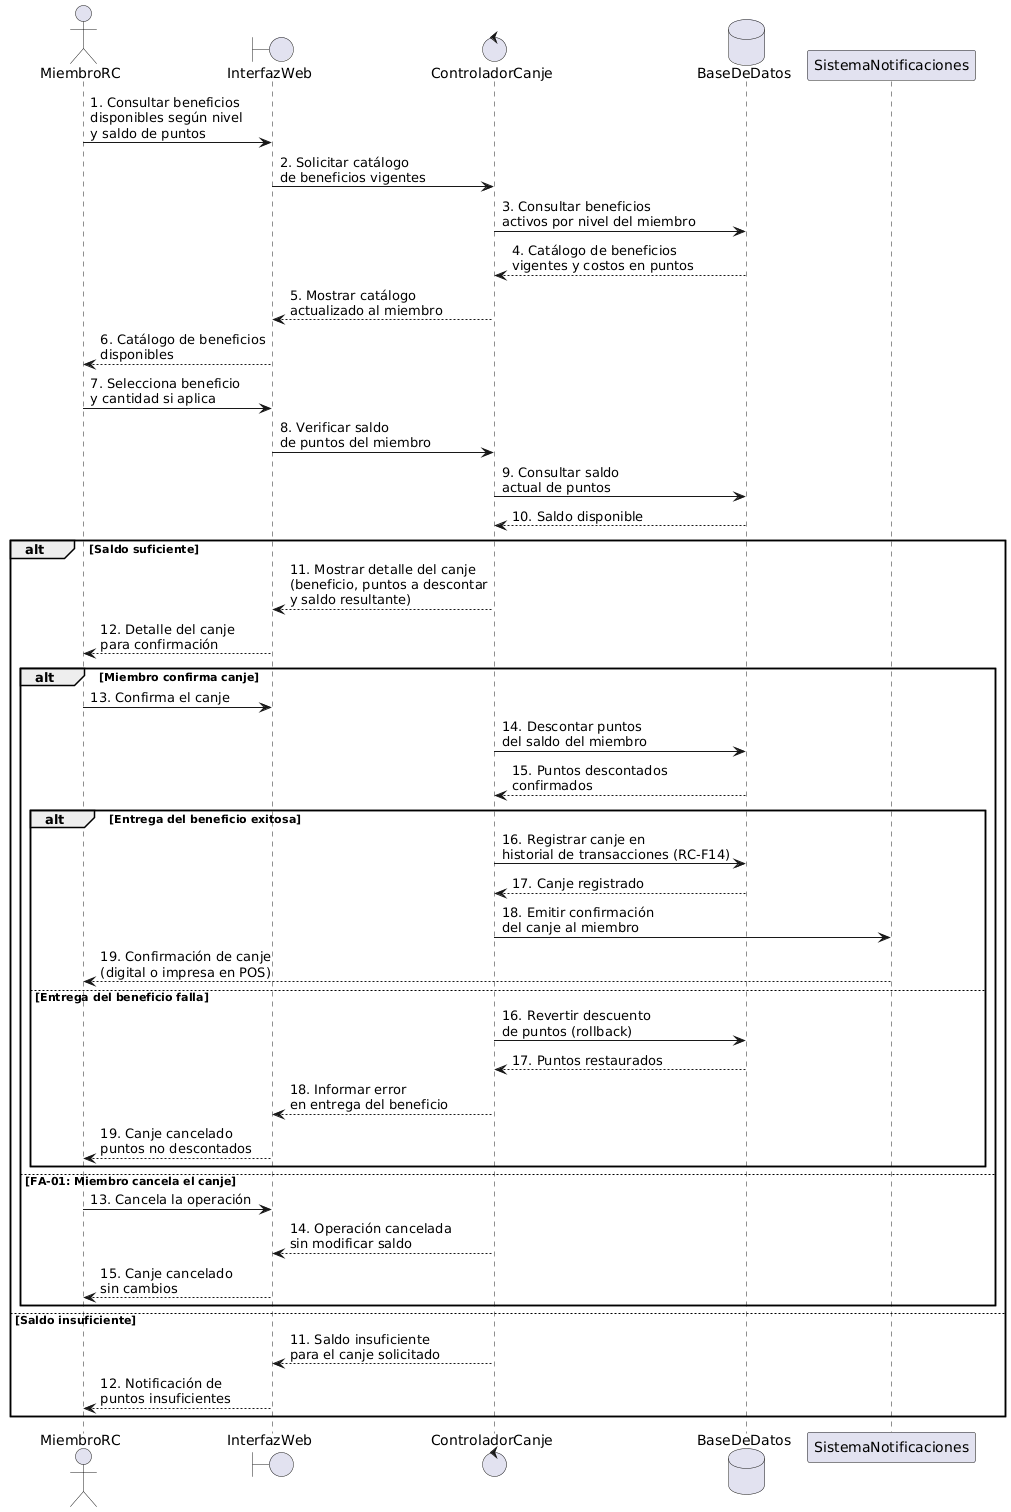 MiembroRC
InterfazWeb
ControladorCanje
BaseDeDatos
SistemaNotificaciones
1. Consultar beneficios
disponibles según nivel
y saldo de puntos
2. Solicitar catálogo
de beneficios vigentes
3. Consultar beneficios
activos por nivel del miembro
4. Catálogo de beneficios
vigentes y costos en puntos
5. Mostrar catálogo
actualizado al miembro
6. Catálogo de beneficios
disponibles
7. Selecciona beneficio
y cantidad si aplica
8. Verificar saldo
de puntos del miembro
9. Consultar saldo
actual de puntos
10. Saldo disponible
alt [Saldo suficiente]
11. Mostrar detalle del canje
(beneficio, puntos a descontar
y saldo resultante)
12. Detalle del canje
para confirmación
alt [Miembro confirma canje]
13. Confirma el canje
14. Descontar puntos
del saldo del miembro
15. Puntos descontados
confirmados
alt [Entrega del beneficio exitosa]
16. Registrar canje en
historial de transacciones (RC-F14)
17. Canje registrado
18. Emitir confirmación
del canje al miembro
19. Confirmación de canje
(digital o impresa en POS)
[Entrega del beneficio falla]
16. Revertir descuento
de puntos (rollback)
17. Puntos restaurados
18. Informar error
en entrega del beneficio
19. Canje cancelado
puntos no descontados
[FA-01: Miembro cancela el canje]
13. Cancela la operación
14. Operación cancelada
sin modificar saldo
15. Canje cancelado
sin cambios
[Saldo insuficiente]
11. Saldo insuficiente
para el canje solicitado
12. Notificación de
puntos insuficientes
MiembroRC
InterfazWeb
ControladorCanje
BaseDeDatos
SistemaNotificaciones